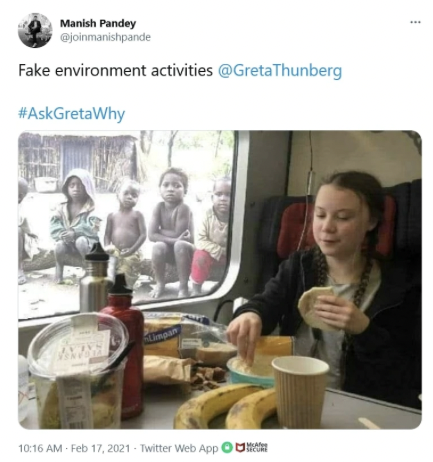 Manish Pandey
@joinmanishpande
Fake environment activities @GretaThunberg
#AskGretaWhy
Limpan
10:16 AM · Feb 17, 2021 · Twitter Web App McAfee SECURE